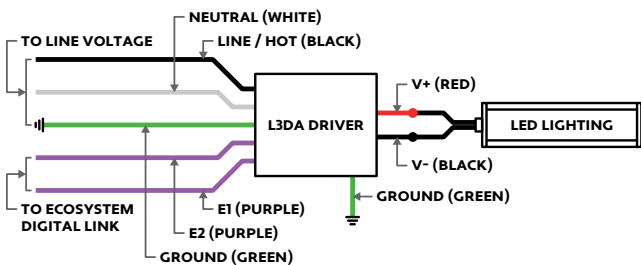 NEUTRAL (WHITE)
TO LINE VOLTAGE
LINE / HOT (BLACK)
V+ (RED)
L3DA DRIVER
LED LIGHTING
V- (BLACK)
GROUND (GREEN)
TO ECOSYSTEM
DIGITAL LINK
E1 (PURPLE)
E2 (PURPLE)
GROUND (GREEN)